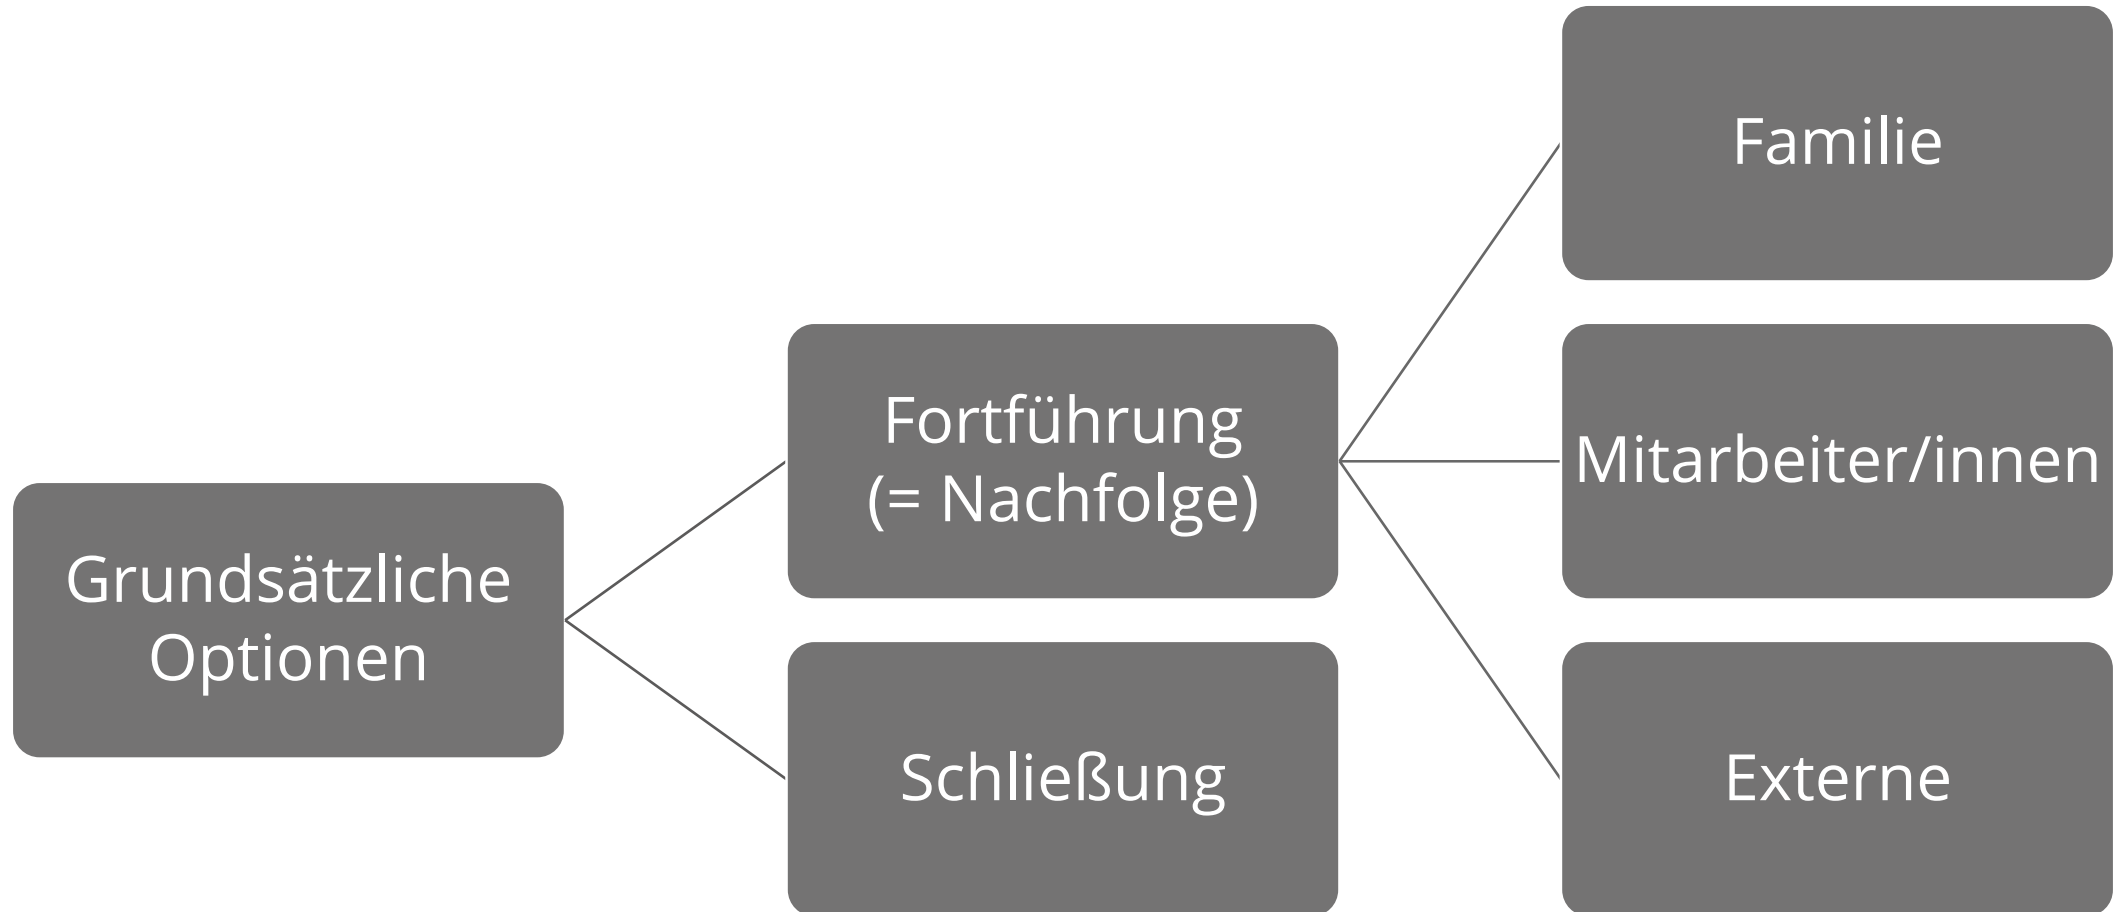 Grundsätzliche
Optionen
Fortführung
(= Nachfolge)
Schließung
Familie
Mitarbeiter/innen
Externe